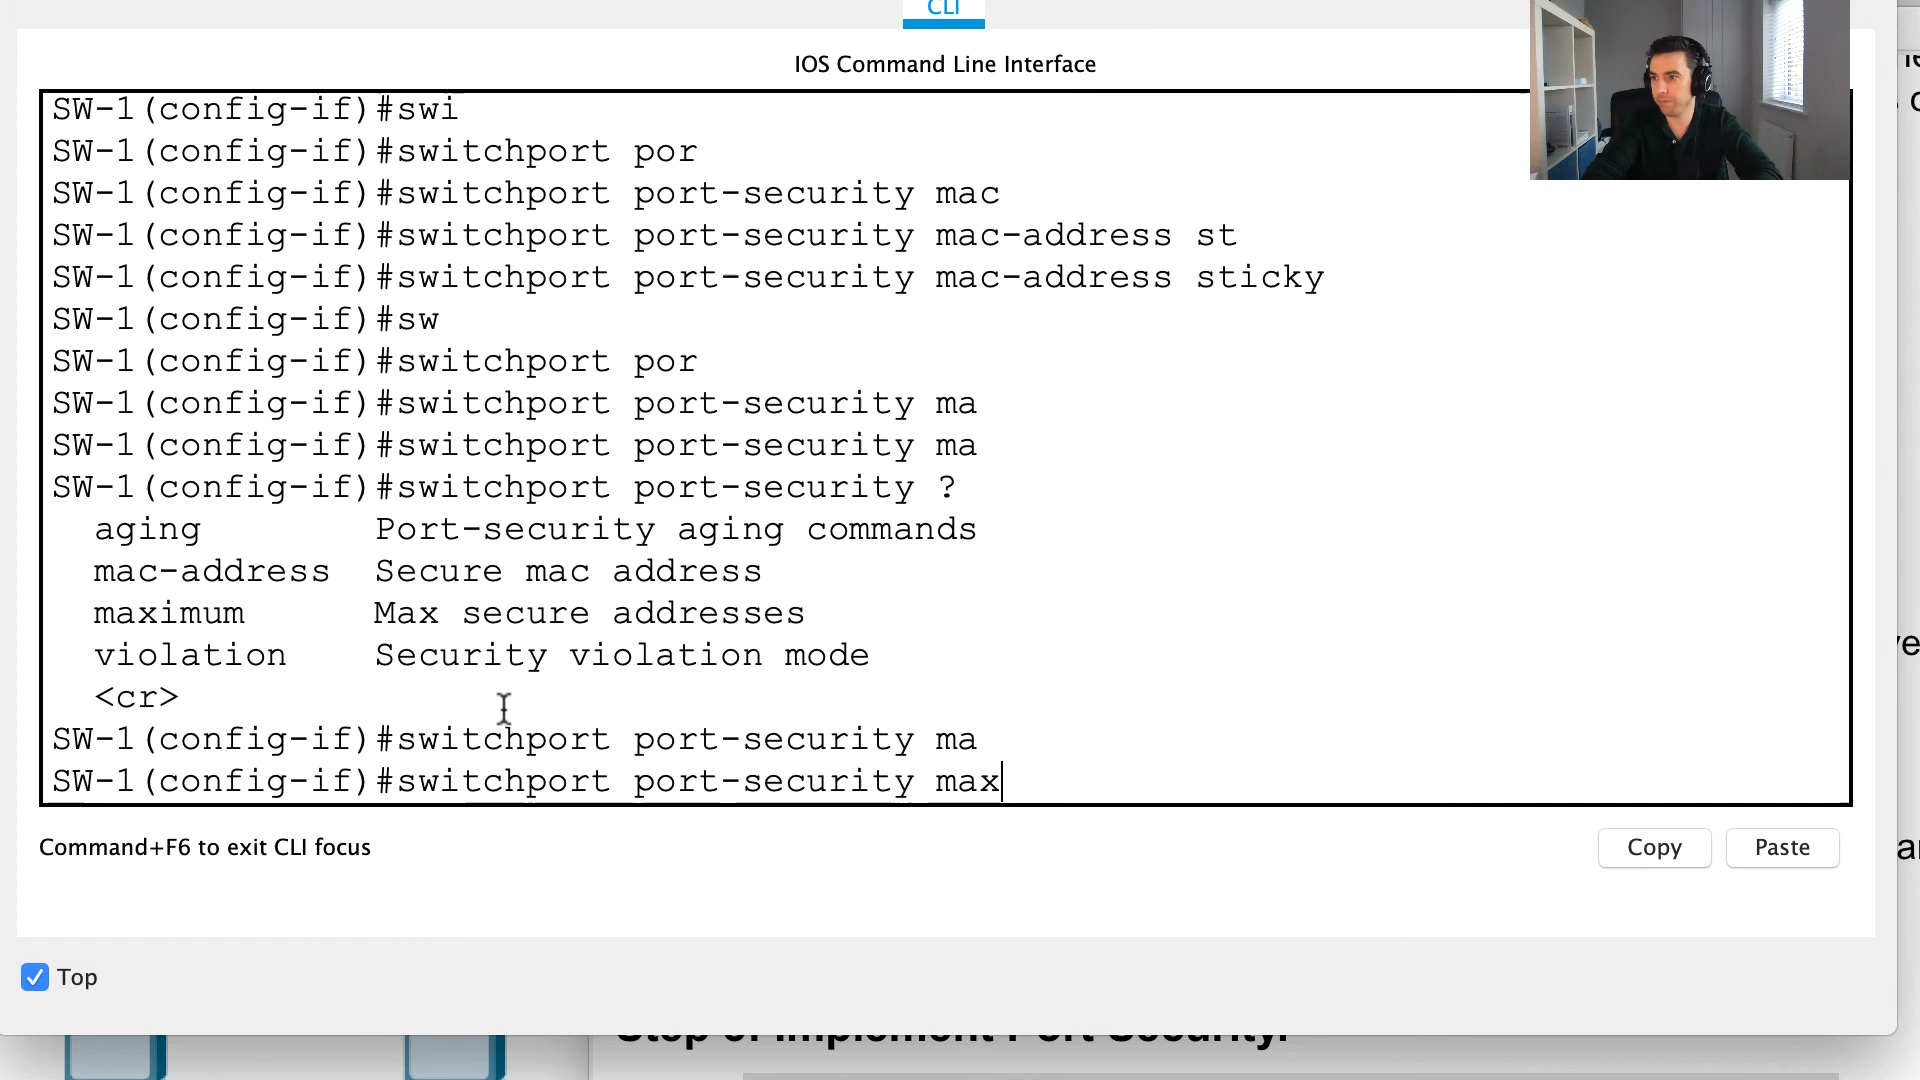 CLI
IOS Command Line Interface
SW-1(config-if)#swi
SW-1(config-if)#switchport por
SW-1(config-if)#switchport port-security mac
SW-1(config-if)#switchport port-security mac-address st
SW-1(config-if)#switchport port-security mac-address sticky
SW-1(config-if)#sw
SW-1(config-if)#switchport por
SW-1(config-if)#switchport port-security ma
SW-1(config-if)#switchport port-security ma
SW-1(config-if)#switchport port-security ?
aging Port-security aging commands
mac-address Secure mac address
maximum Max secure addresses
violation Security violation mode
<cr>
SW-1(config-if)#switchport port-security ma
SW-1(config-if)#switchport port-security max
Command+F6 to exit CLI focus
Copy Paste
Top
Implement Port Security.